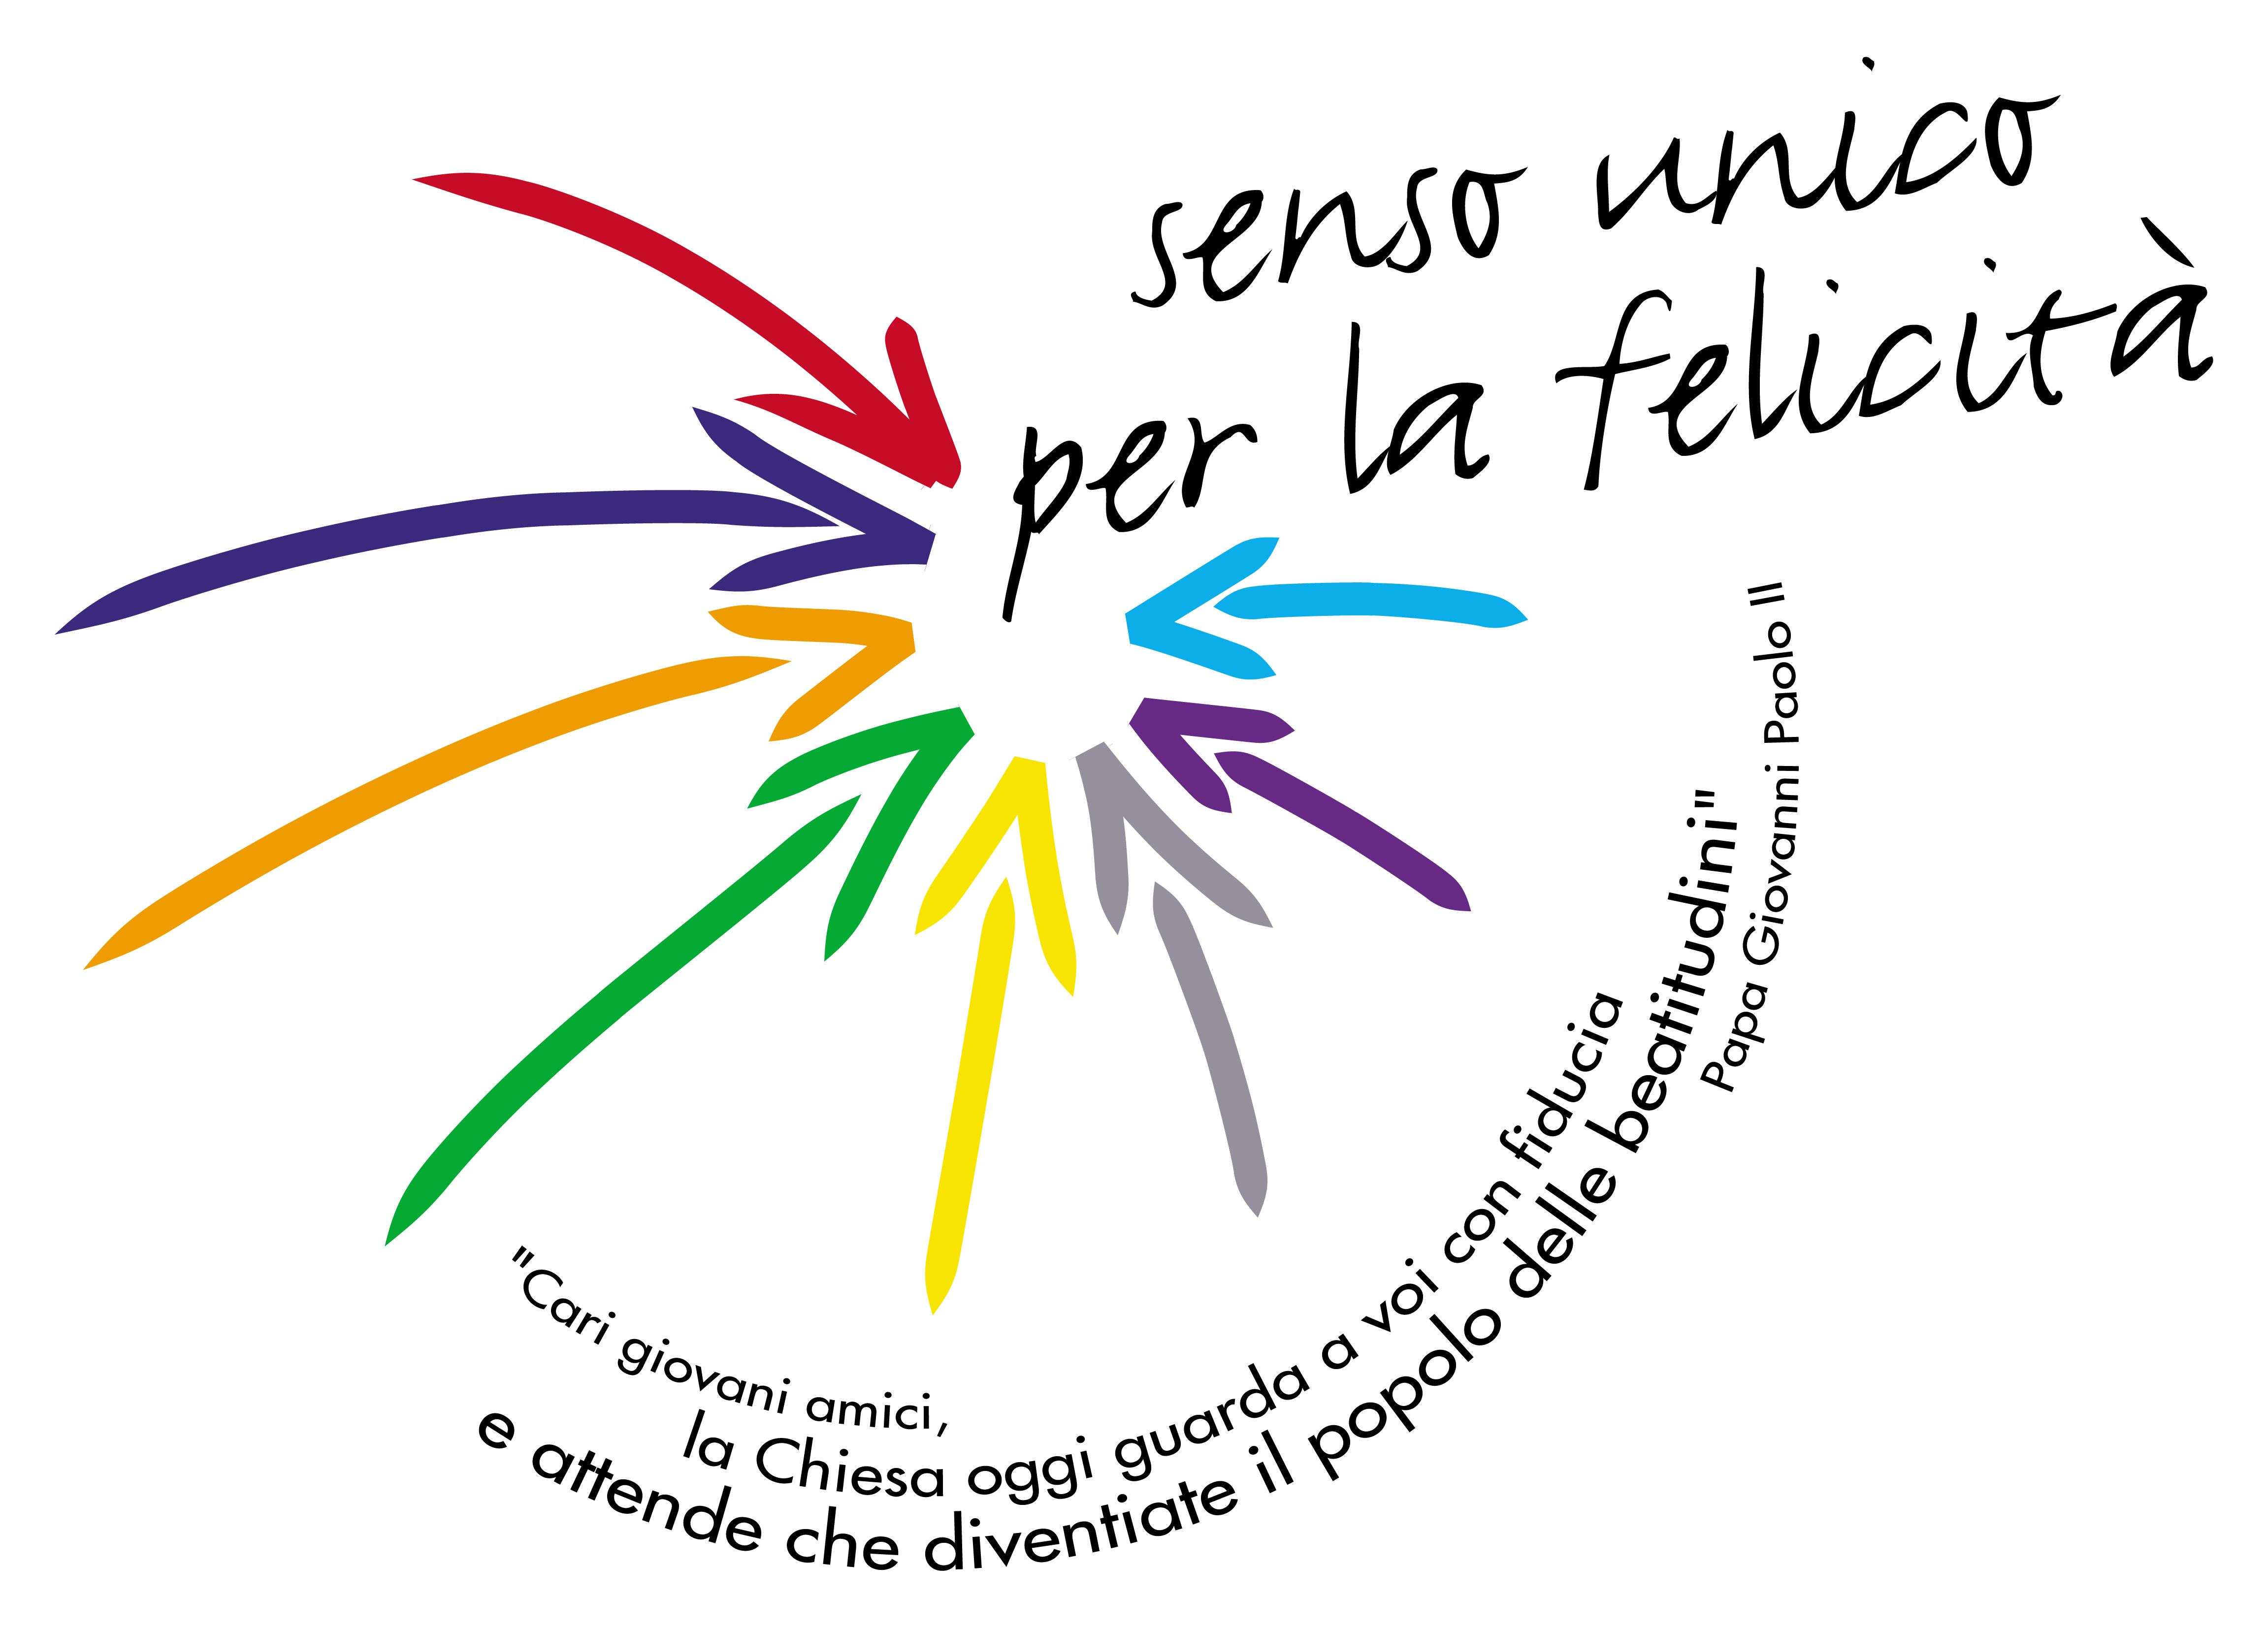 senso unico
per la felicità
"Cari giovani amici,
la Chiesa oggi guarda a voi con fiducia
e attende che diventiate il popolo delle beatitudini"
Papa Giovanni Paolo II